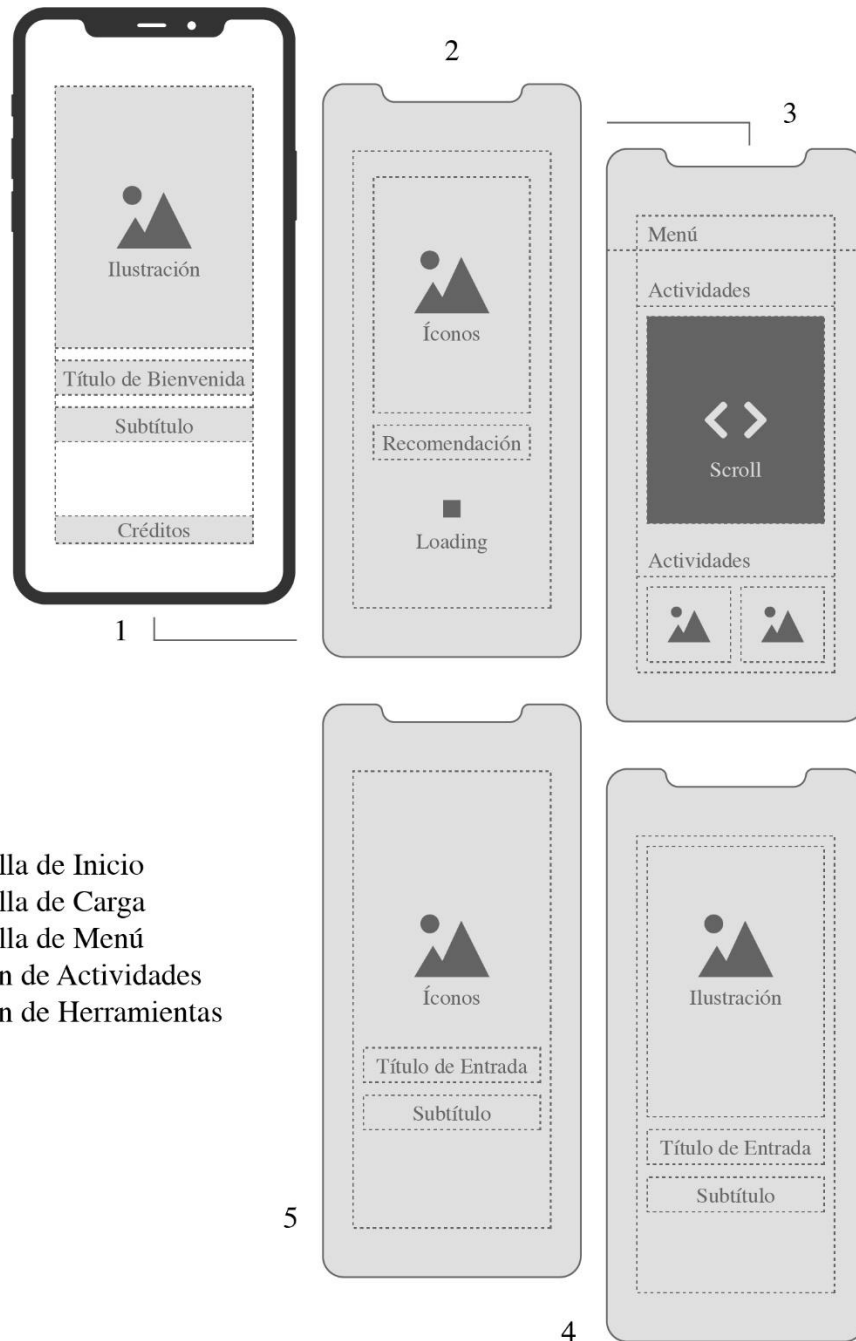 Ilustración
Título de Bienvenida
Subtítulo
Créditos
1
2
Íconos
Recomendación
Loading
3
Menú
Actividades
Scroll
Actividades
lla de Inicio
lla de Carga
lla de Menú
n de Actividades
n de Herramientas
Íconos
Título de Entrada
Subtítulo
5
Ilustración
Título de Entrada
Subtítulo
4